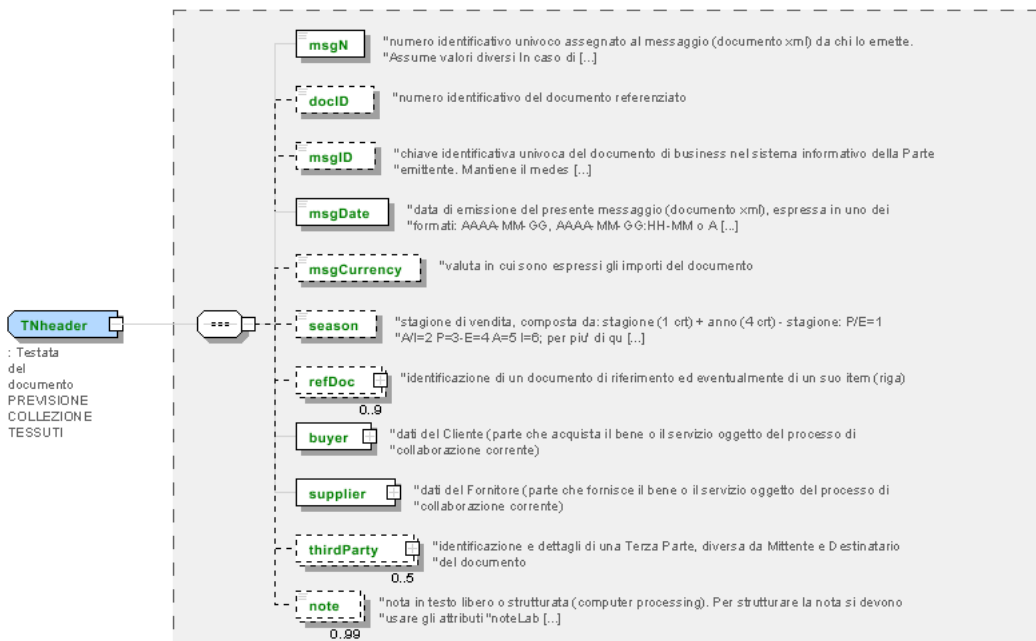 msgN
"numero identificativo univoco assegnato al messaggio (documento xml) da chi lo emette.
"Assume valori diversi In caso di [...]
docID
"numero identificativo del documento referenziato
msgID
"chiave identificativa univoca del documento di business nel sistema informativo della Parte
"emittente. Mantiene il medes [...]
msgDate
"data di emissione del presente messaggio (documento xml), espressa in uno dei
"formati: AAAA-MM-GG, AAAA-MM-GG:HH-MM o A [...]
msgCurrency
"valuta in cui sono espressi gli importi del documento
TNheader
: Testata
del
documento
PREVISIONE
COLLEZIONE
TESSUTI
season
"stagione di vendita, composta da: stagione (1 crt) + anno (4 crt) - stagione: P/E=1
"A/I=2 P=3-E=4 A=5 I=6; per piu' di qu [...]
refDoc
"identificazione di un documento di riferimento ed eventualmente di un suo item (riga)
0..9
buyer
"dati del Cliente (parte che acquista il bene o il servizio oggetto del processo di
"collaborazione corrente)
supplier
"dati del Fornitore (parte che fornisce il bene o il servizio oggetto del processo di
"collaborazione corrente)
thirdParty
"identificazione e dettagli di una Terza Parte, diversa da Mittente e Destinatario
"del documento
0..5
note
"nota in testo libero o strutturata (computer processing). Per strutturare la nota si devono
"usare gli attributi "noteLab [...]
0..99